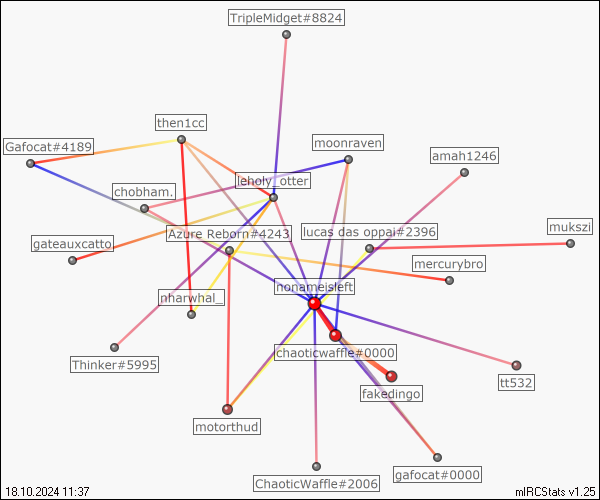 TripleMidget#8824
then1cc
Gafocat#4189
moonraven
amah1246
leholy_otter
chobham.
mukszi
Azure Reborn#4243
lucas das oppai#2396
gateauxcatto
mercurybro
nonameisleft
nharwhal_
chaoticwaffle#0000
Thinker#5995
tt532
fakedingo
motorthud
gafocat#0000
ChaoticWaffle#2006
18.10.2024 11:37
mIRCStats v1.25